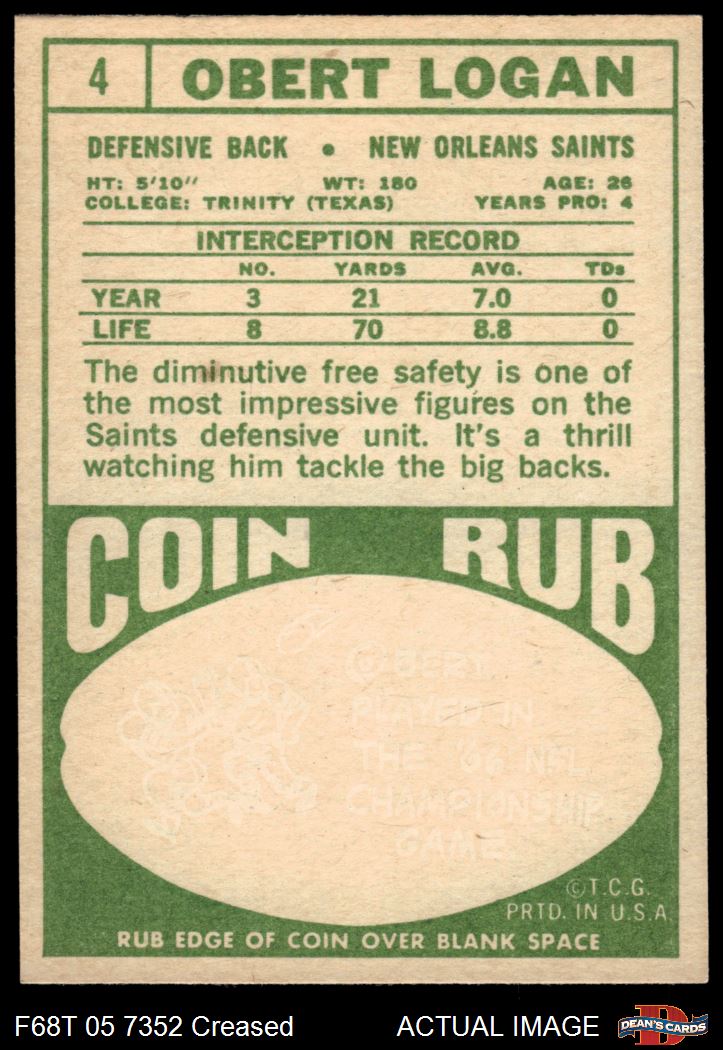 4 OBERT LOGAN
DEFENSIVE BACK • NEW ORLEANS SAINTS
HT: 5'10" WT: 180 AGE: 26
COLLEGE: TRINITY (TEXAS) YEARS PRO: 4
INTERCEPTION RECORD
NO. YARDS AVG. TDs
YEAR 3 21 7.0 0
LIFE 8 70 8.8 0
The diminutive free safety is one of
the most impressive figures on the
Saints defensive unit. It's a thrill
watching him tackle the big backs.
COIN RUB
OBERT
PLAYED IN
THE '66 NFL
CHAMPIONSHIP
GAME
©T.C.G.
PRTD. IN U.S.A.
RUB EDGE OF COIN OVER BLANK SPACE
F68T 05 7352 Creased ACTUAL IMAGE
D
DEAN'S CARDS